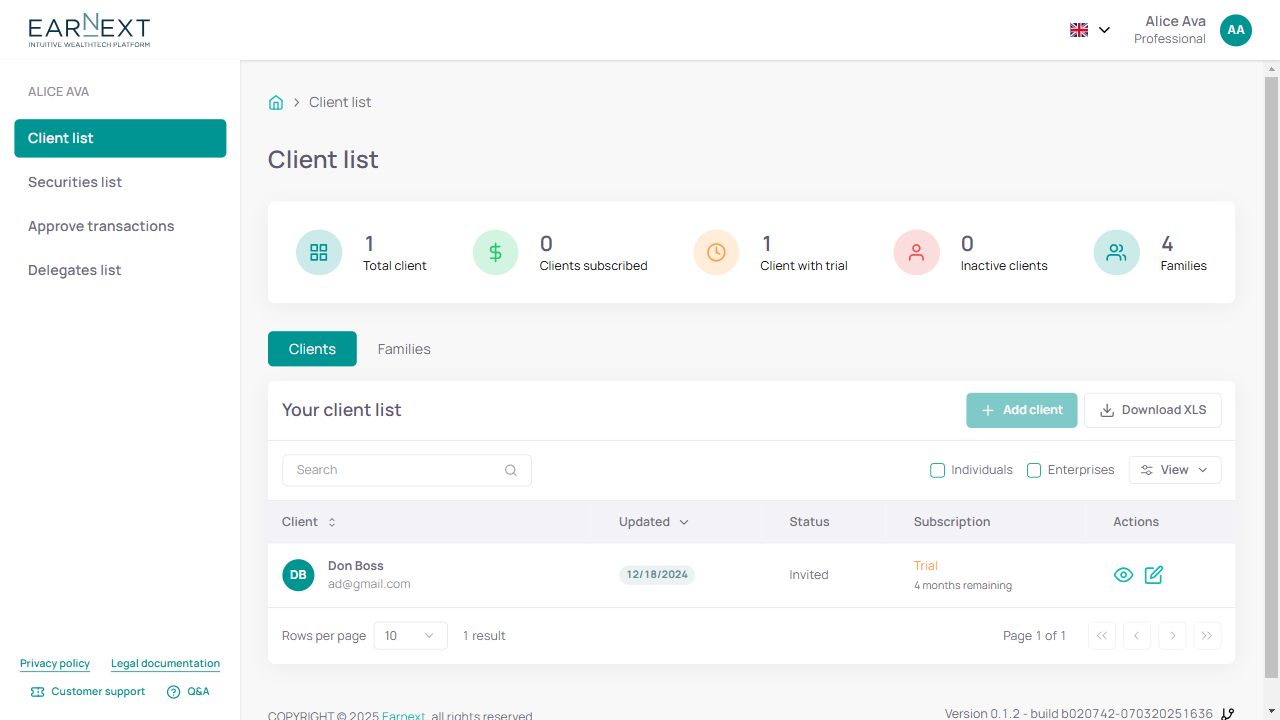 EARNEXT
INTUITIVE WEALTHTECH PLATFORM
Alice Ava
Professional
AA
ALICE AVA
Client list
Securities list
Approve transactions
Delegates list
Privacy policy
Legal documentation
Customer support
Q&A
Client list
Client list
1
Total client
0
Clients subscribed
1
Client with trial
0
Inactive clients
4
Families
Clients
Families
Your client list
Add client
Download XLS
Search
Individuals
Enterprises
View
Client
Updated
Status
Subscription
Actions
DB
Don Boss
ad@gmail.com
12/18/2024
Invited
Trial
4 months remaining
Rows per page
10
1 result
Page 1 of 1
COPYRIGHT © 2025 Earnext, all rights reserved
Version 0.1.2 - build b020742-070320251636